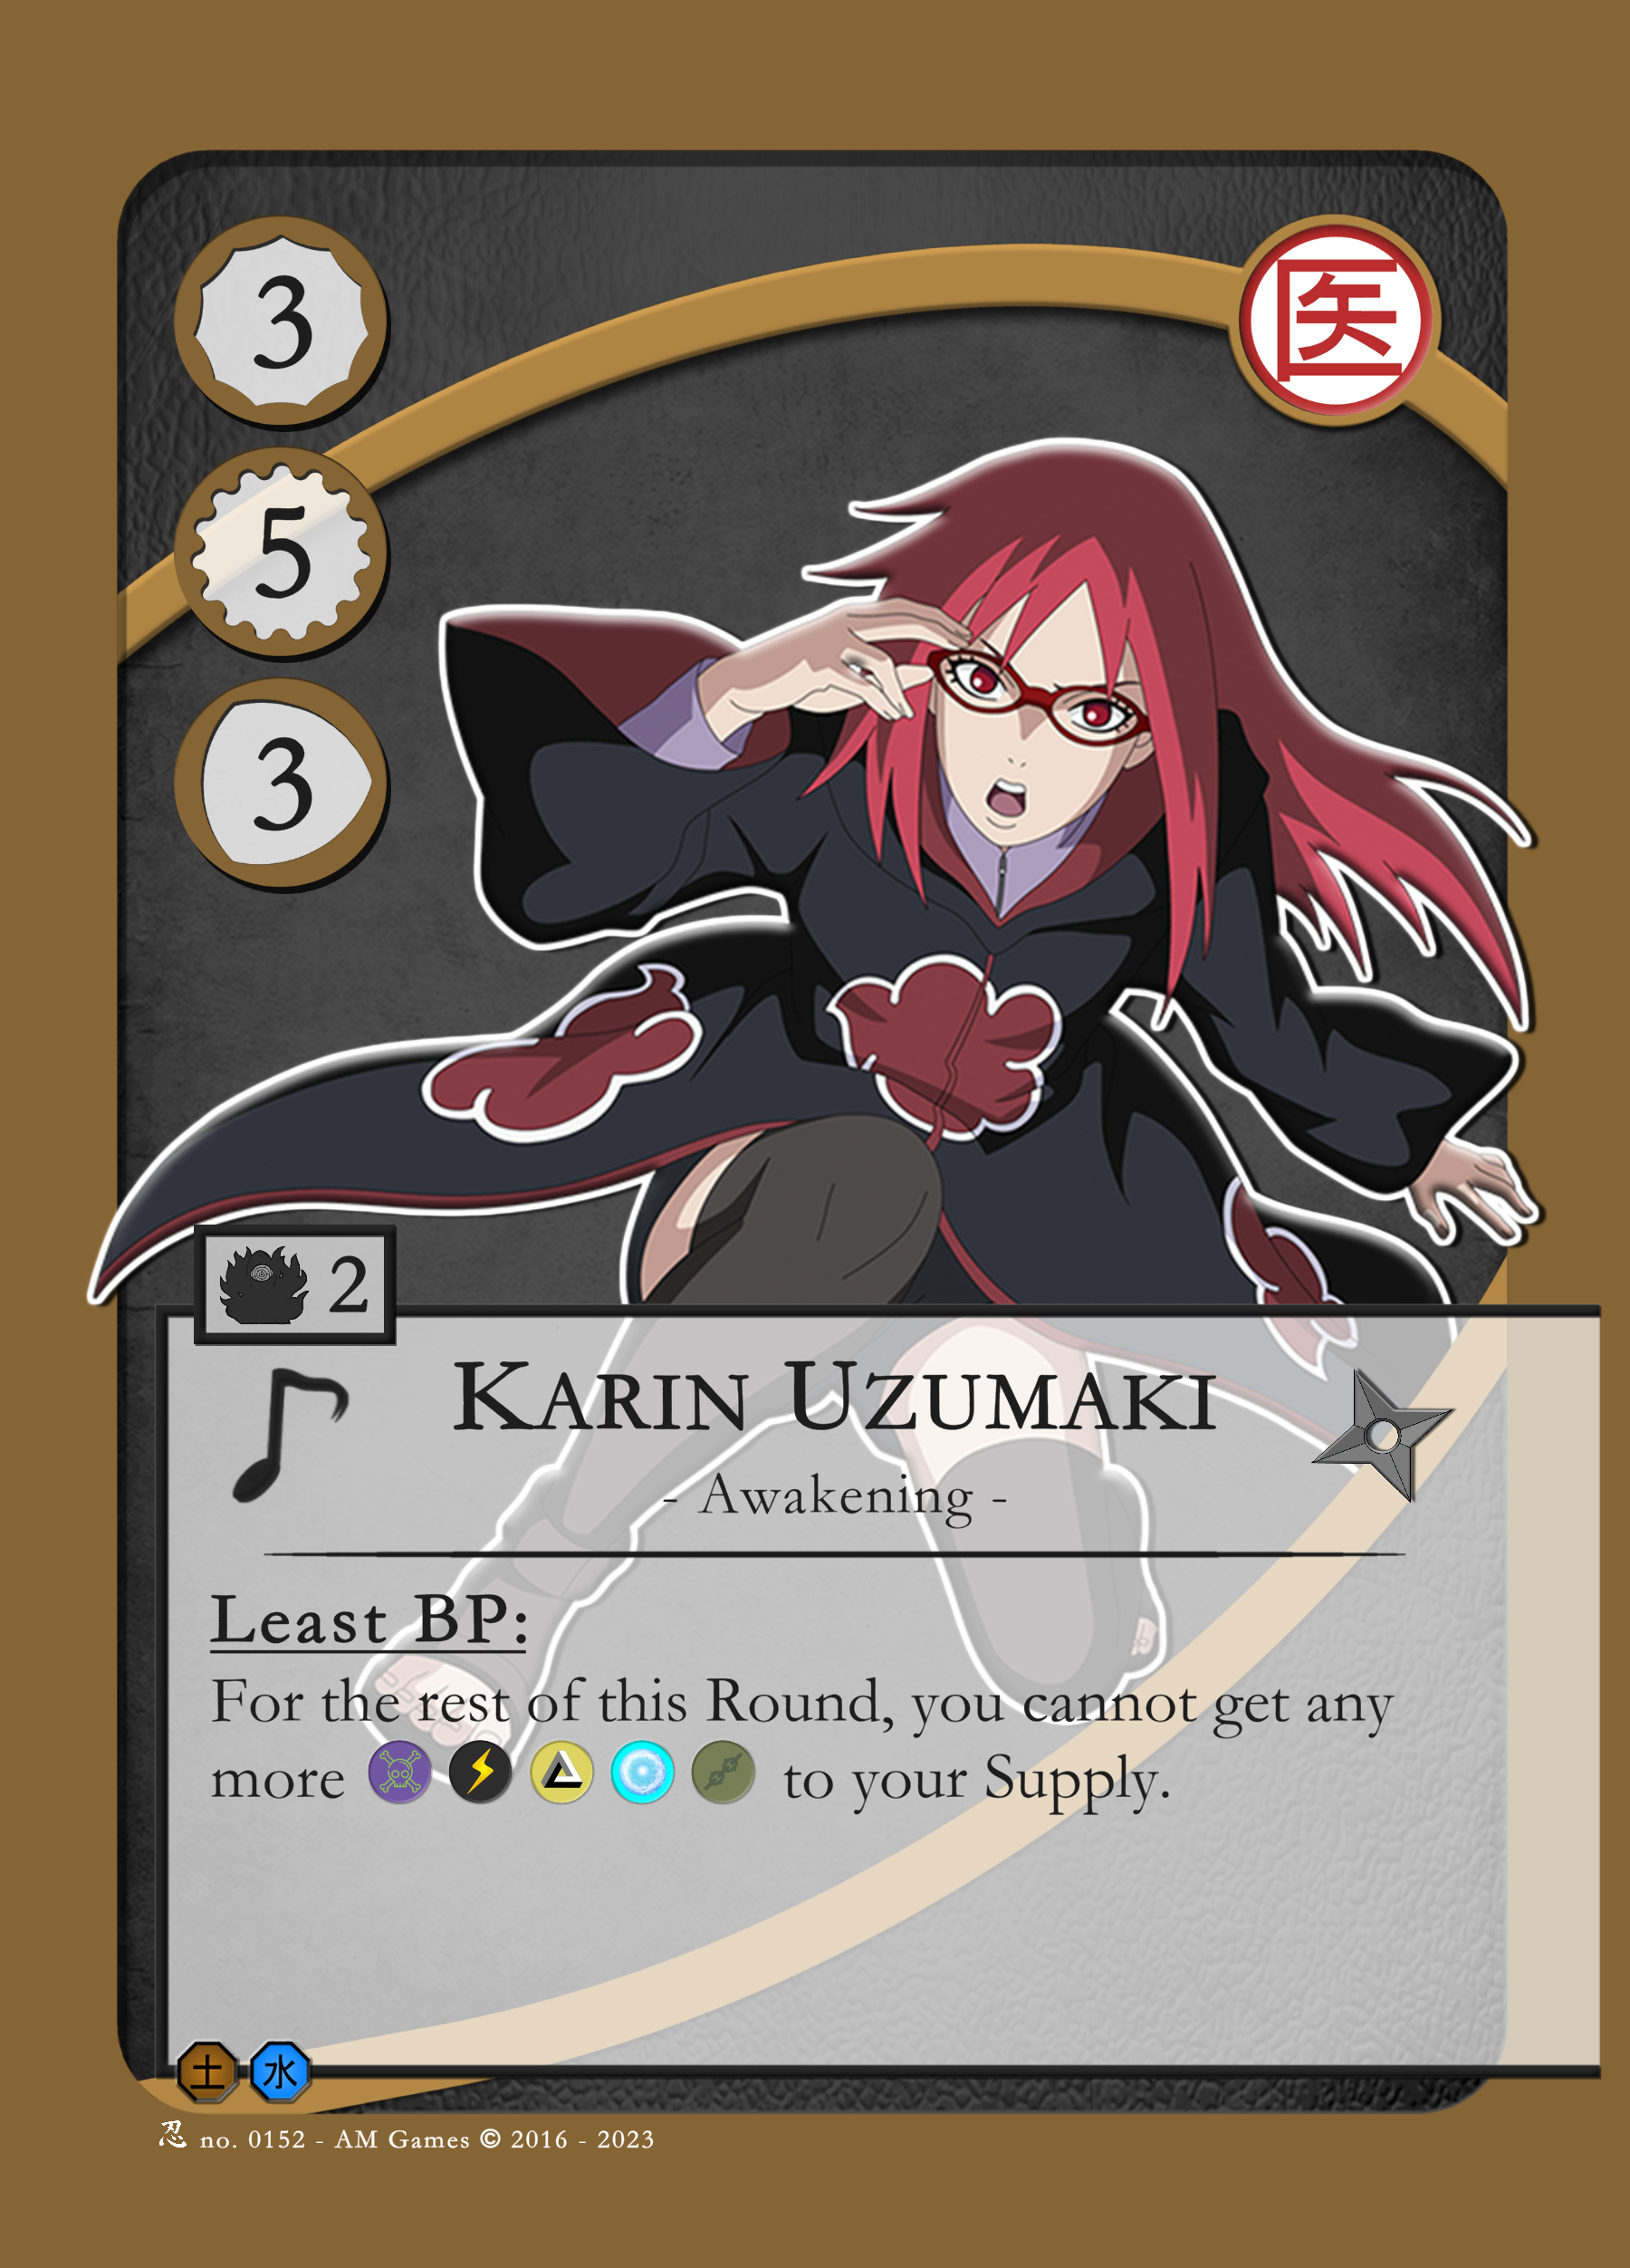 3
医
5
3
2
Karin Uzumaki
- Awakening -
Least BP:
For the rest of this Round, you cannot get any
more to your Supply.
土 水
忍 no. 0152 - AM Games © 2016 - 2023